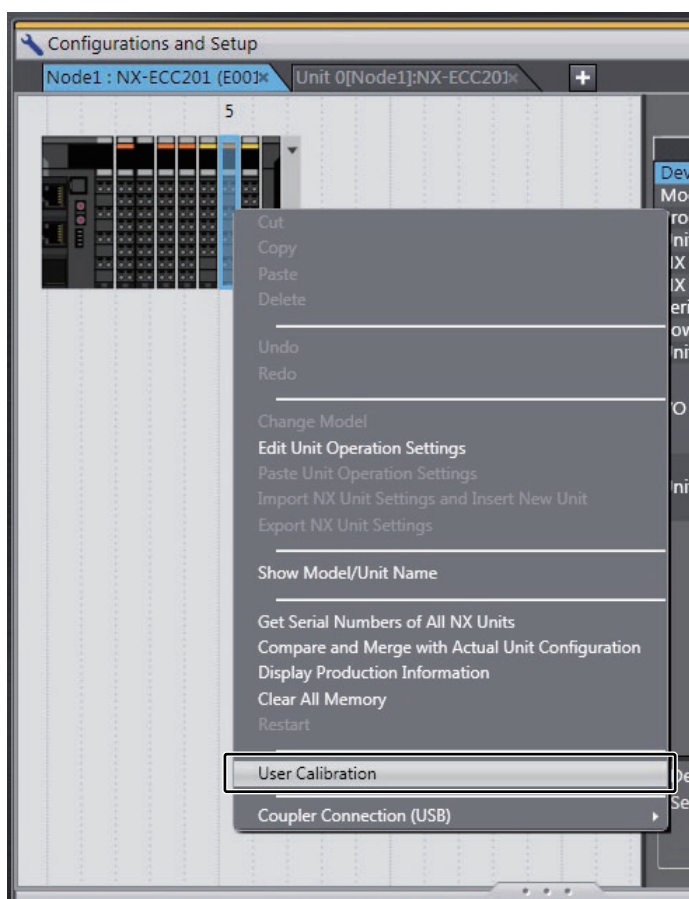 Configurations and Setup
Node1 : NX-ECC201 (E001
Unit 0[Node1]:NX-ECC201
5
Cut
Copy
Paste
Delete
Undo
Redo
Change Model
Edit Unit Operation Settings
Paste Unit Operation Settings
Import NX Unit Settings and Insert New Unit
Export NX Unit Settings
Show Model/Unit Name
Get Serial Numbers of All NX Units
Compare and Merge with Actual Unit Configuration
Display Production Information
Clear All Memory
Restart
User Calibration
Coupler Connection (USB)